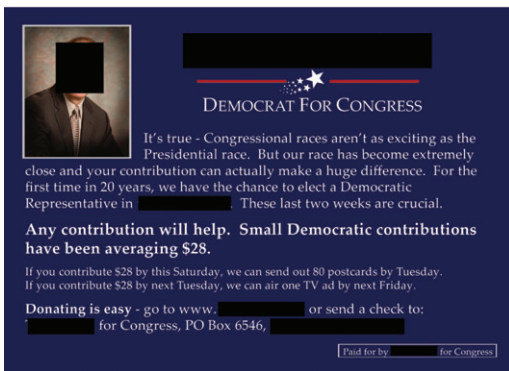 DEMOCRAT FOR CONGRESS
It's true - Congressional races aren't as exciting as the
Presidential race. But our race has become extremely
close and your contribution can actually make a huge difference. For the
first time in 20 years, we have the chance to elect a Democratic
Representative in . These last two weeks are crucial.
Any contribution will help. Small Democratic contributions
have been averaging $28.
If you contribute $28 by this Saturday, we can send out 80 postcards by Tuesday.
If you contribute $28 by next Tuesday, we can air one TV ad by next Friday.
Donating is easy - go to www. or send a check to:
for Congress, PO Box 6546,
Paid for by for Congress